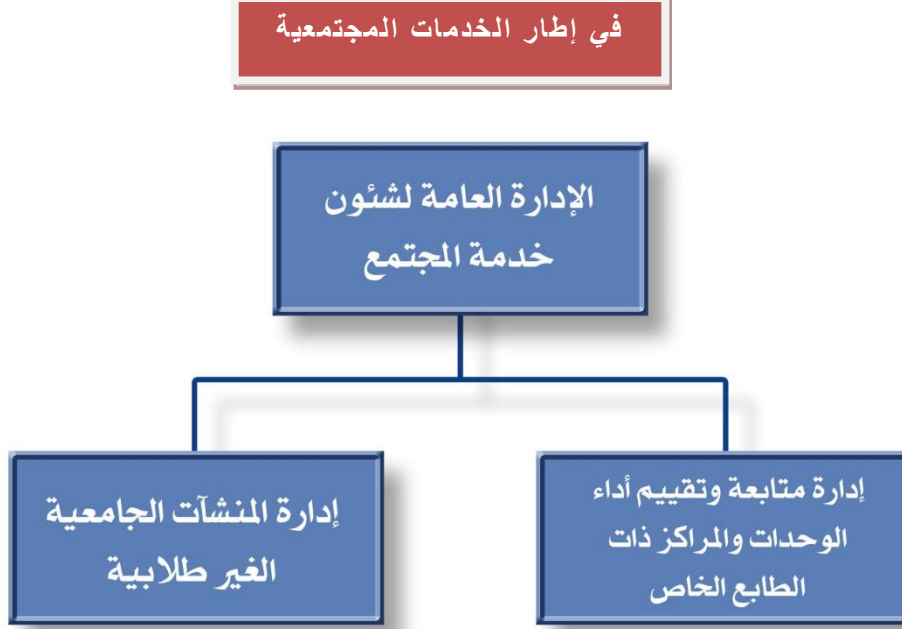 في إطار الخدمات المجتمعية
الإدارة العامة لشئون
خدمة المجتمع
إدارة متابعة وتقييم أداء
الوحدات والمراكز ذات
الطابع الخاص
إدارة المنشآت الجامعية
الغير طلابية